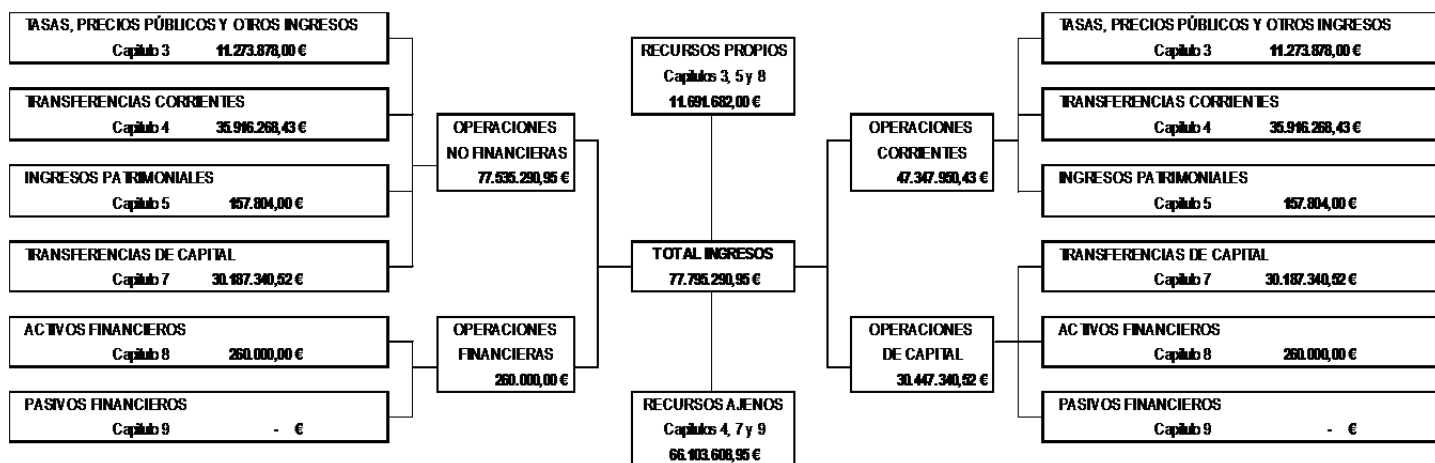 TASAS, PRECIOS PÚBLICOS Y OTROS INGRESOS
Capítulo 3 11.273.878,00 €
TRANSFERENCIAS CORRIENTES
Capítulo 4 35.916.268,43 €
INGRESOS PATRIMONIALES
Capítulo 5 157.804,00 €
TRANSFERENCIAS DE CAPITAL
Capítulo 7 30.187.340,52 €
ACTIVOS FINANCIEROS
Capítulo 8 260.000,00 €
PASIVOS FINANCIEROS
Capítulo 9 - €
OPERACIONES
NO FINANCIERAS
77.535.290,95 €
OPERACIONES
FINANCIERAS
260.000,00 €
RECURSOS PROPIOS
Capítulos 3, 5 y 8
11.691.682,00 €
TOTAL INGRESOS
77.795.290,95 €
RECURSOS AJENOS
Capítulos 4, 7 y 9
66.103.608,95 €
OPERACIONES
CORRIENTES
47.347.950,43 €
OPERACIONES
DE CAPITAL
30.447.340,52 €
TASAS, PRECIOS PÚBLICOS Y OTROS INGRESOS
Capítulo 3 11.273.878,00 €
TRANSFERENCIAS CORRIENTES
Capítulo 4 35.916.268,43 €
INGRESOS PATRIMONIALES
Capítulo 5 157.804,00 €
TRANSFERENCIAS DE CAPITAL
Capítulo 7 30.187.340,52 €
ACTIVOS FINANCIEROS
Capítulo 8 260.000,00 €
PASIVOS FINANCIEROS
Capítulo 9 - €